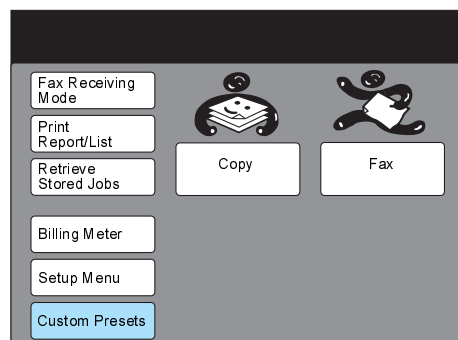 Fax Receiving
Mode
Print
Report/List
Retrieve
Stored Jobs
Billing Meter
Setup Menu
Custom Presets
Copy
Fax